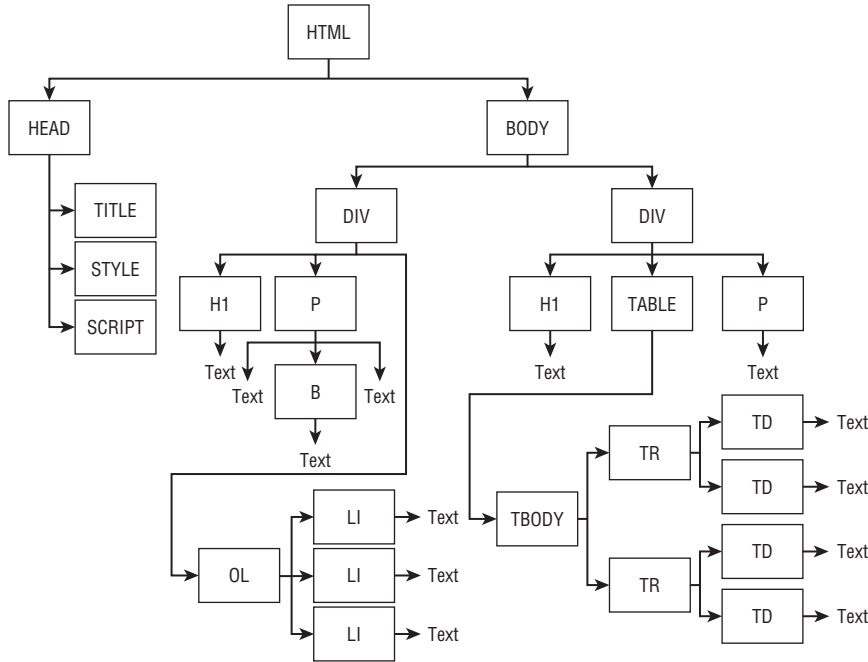 HTML
HEAD
BODY
TITLE
STYLE
SCRIPT
DIV
DIV
H1
P
H1
TABLE
P
Text
Text
B
Text
Text
Text
Text
TBODY
TR
TD
Text
TD
Text
TR
TD
Text
TD
Text
OL
LI
Text
LI
Text
LI
Text